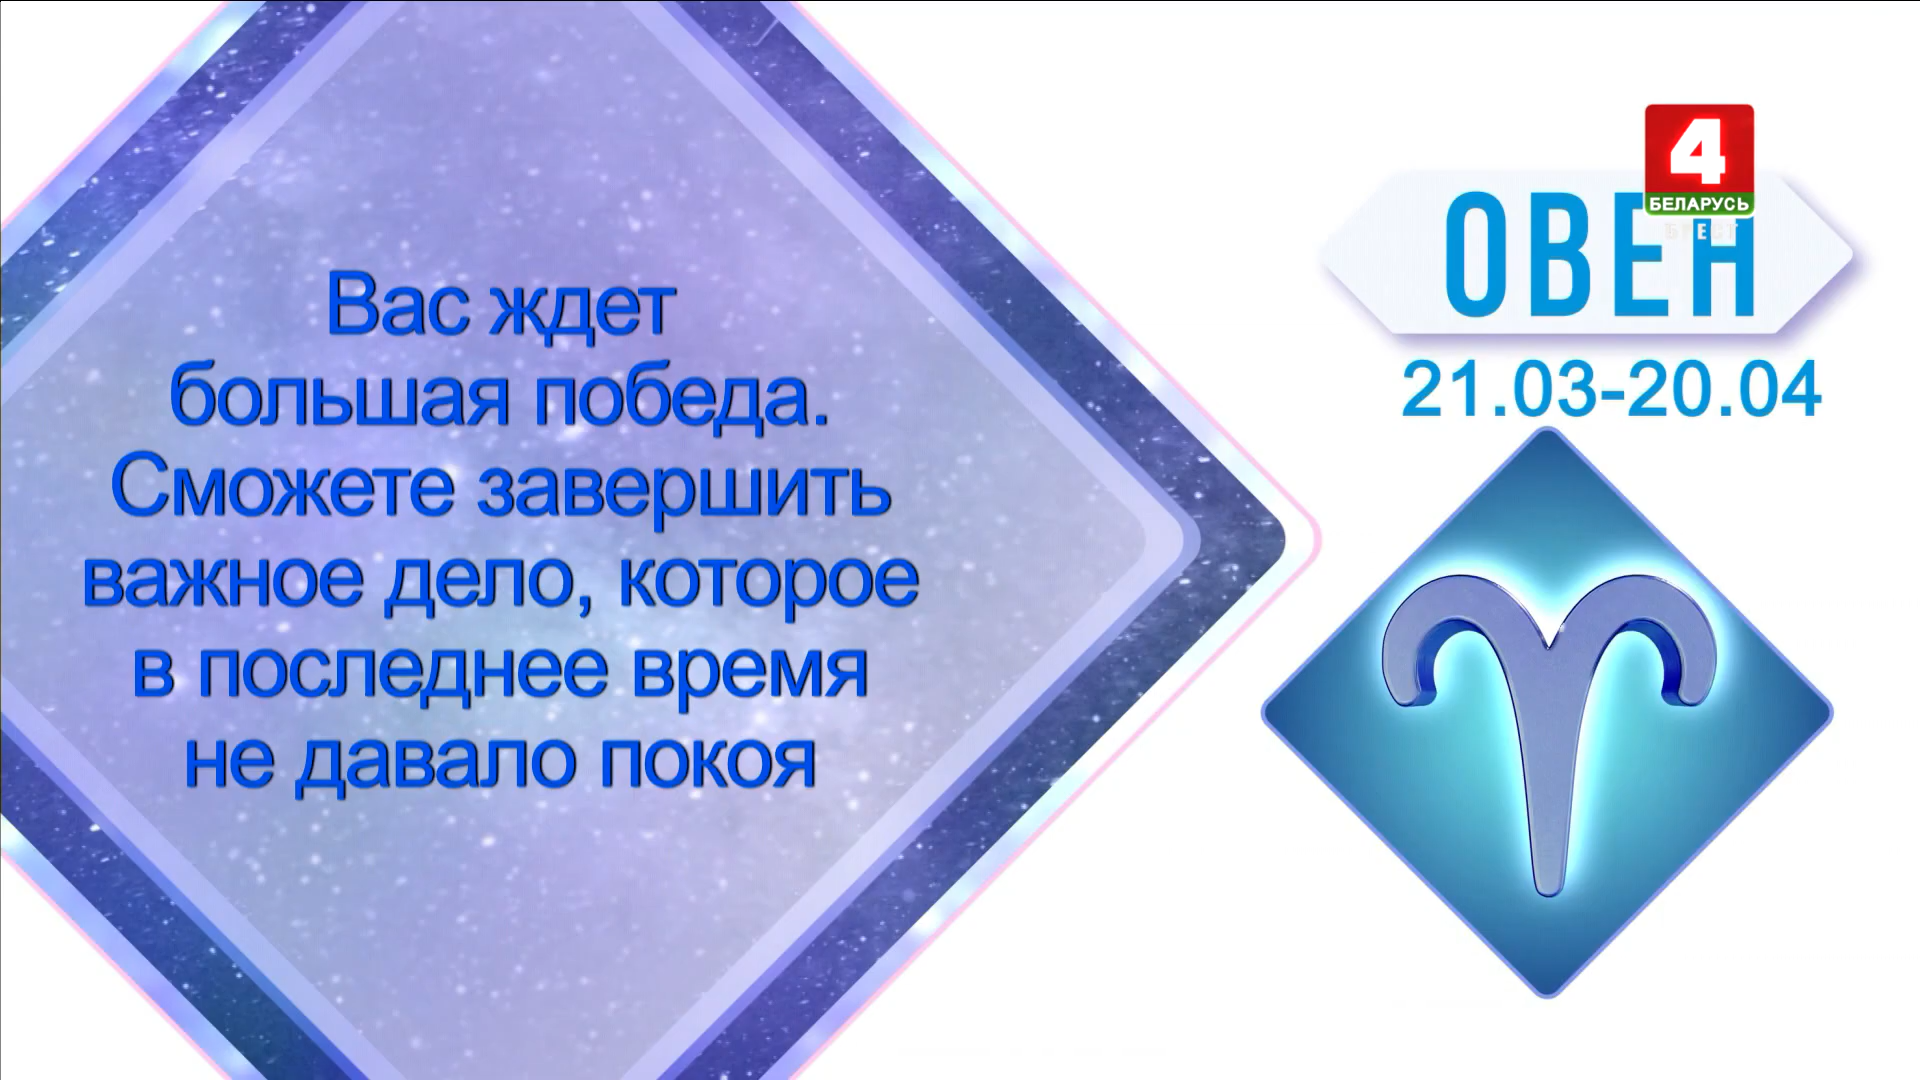 Вас ждет
большая победа.
Сможете завершить
важное дело, которое
в последнее время
не давало покоя
4
БЕЛАРУСЬ
БРЕСТ
ОВЕН
21.03-20.04